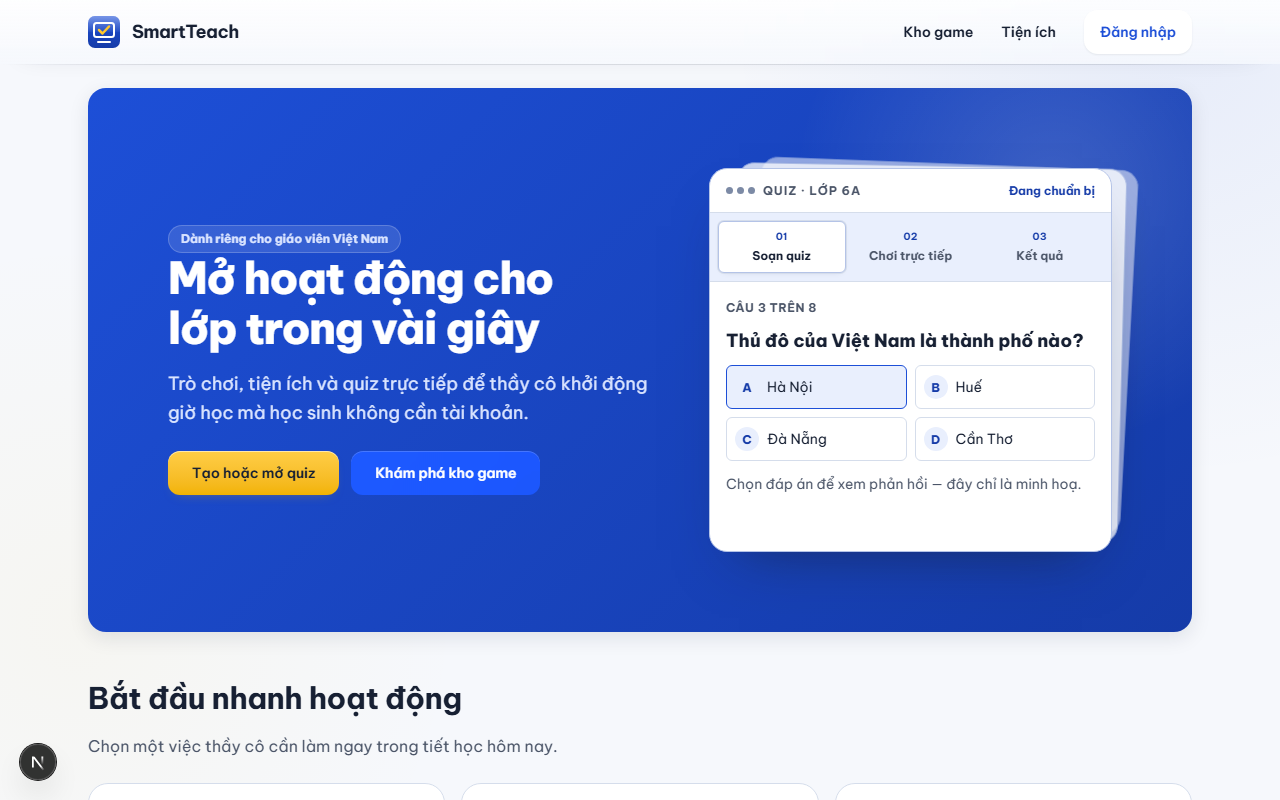 SmartTeach
Kho game
Tiện ích
Đăng nhập
Dành riêng cho giáo viên Việt Nam
Mở hoạt động cho
lớp trong vài giây
Trò chơi, tiện ích và quiz trực tiếp để thầy cô khởi động
giờ học mà học sinh không cần tài khoản.
Tạo hoặc mở quiz
Khám phá kho game
QUIZ · LỚP 6A
Đang chuẩn bị
01
Soạn quiz
02
Chơi trực tiếp
03
Kết quả
CÂU 3 TRÊN 8
Thủ đô của Việt Nam là thành phố nào?
A Hà Nội
B Huế
C Đà Nẵng
D Cần Thơ
Chọn đáp án để xem phản hồi — đây chỉ là minh hoạ.
Bắt đầu nhanh hoạt động
Chọn một việc thầy cô cần làm ngay trong tiết học hôm nay.
N